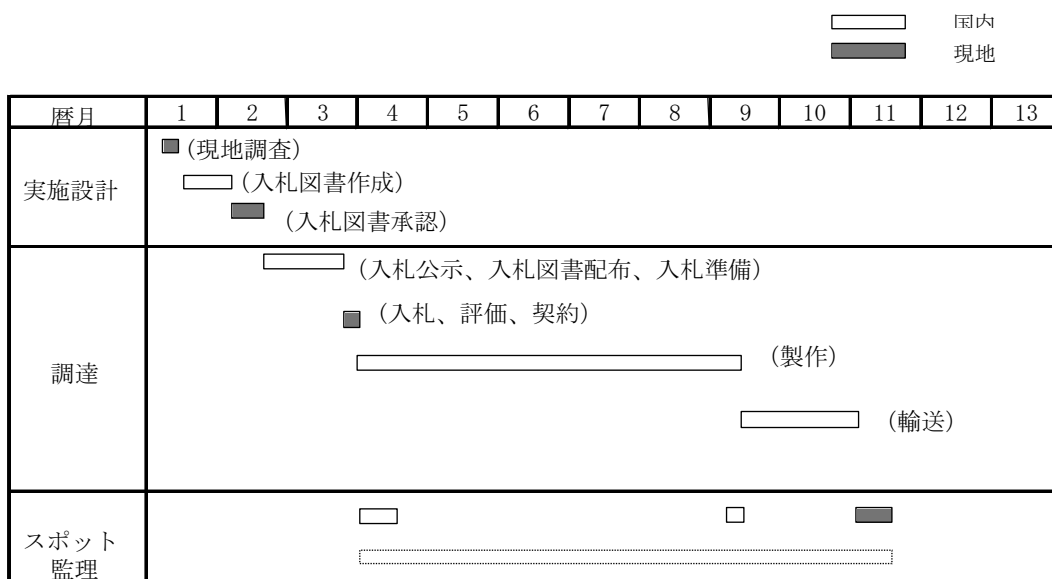 国内
現地
暦月 1 2 3 4 5 6 7 8 9 10 11 12 13
(現地調査)
実施設計
(入札図書作成)
(入札図書承認)
(入札公示、入札図書配布、入札準備)
(入札、評価、契約)
調達
(製作)
(輸送)
スポット
監理